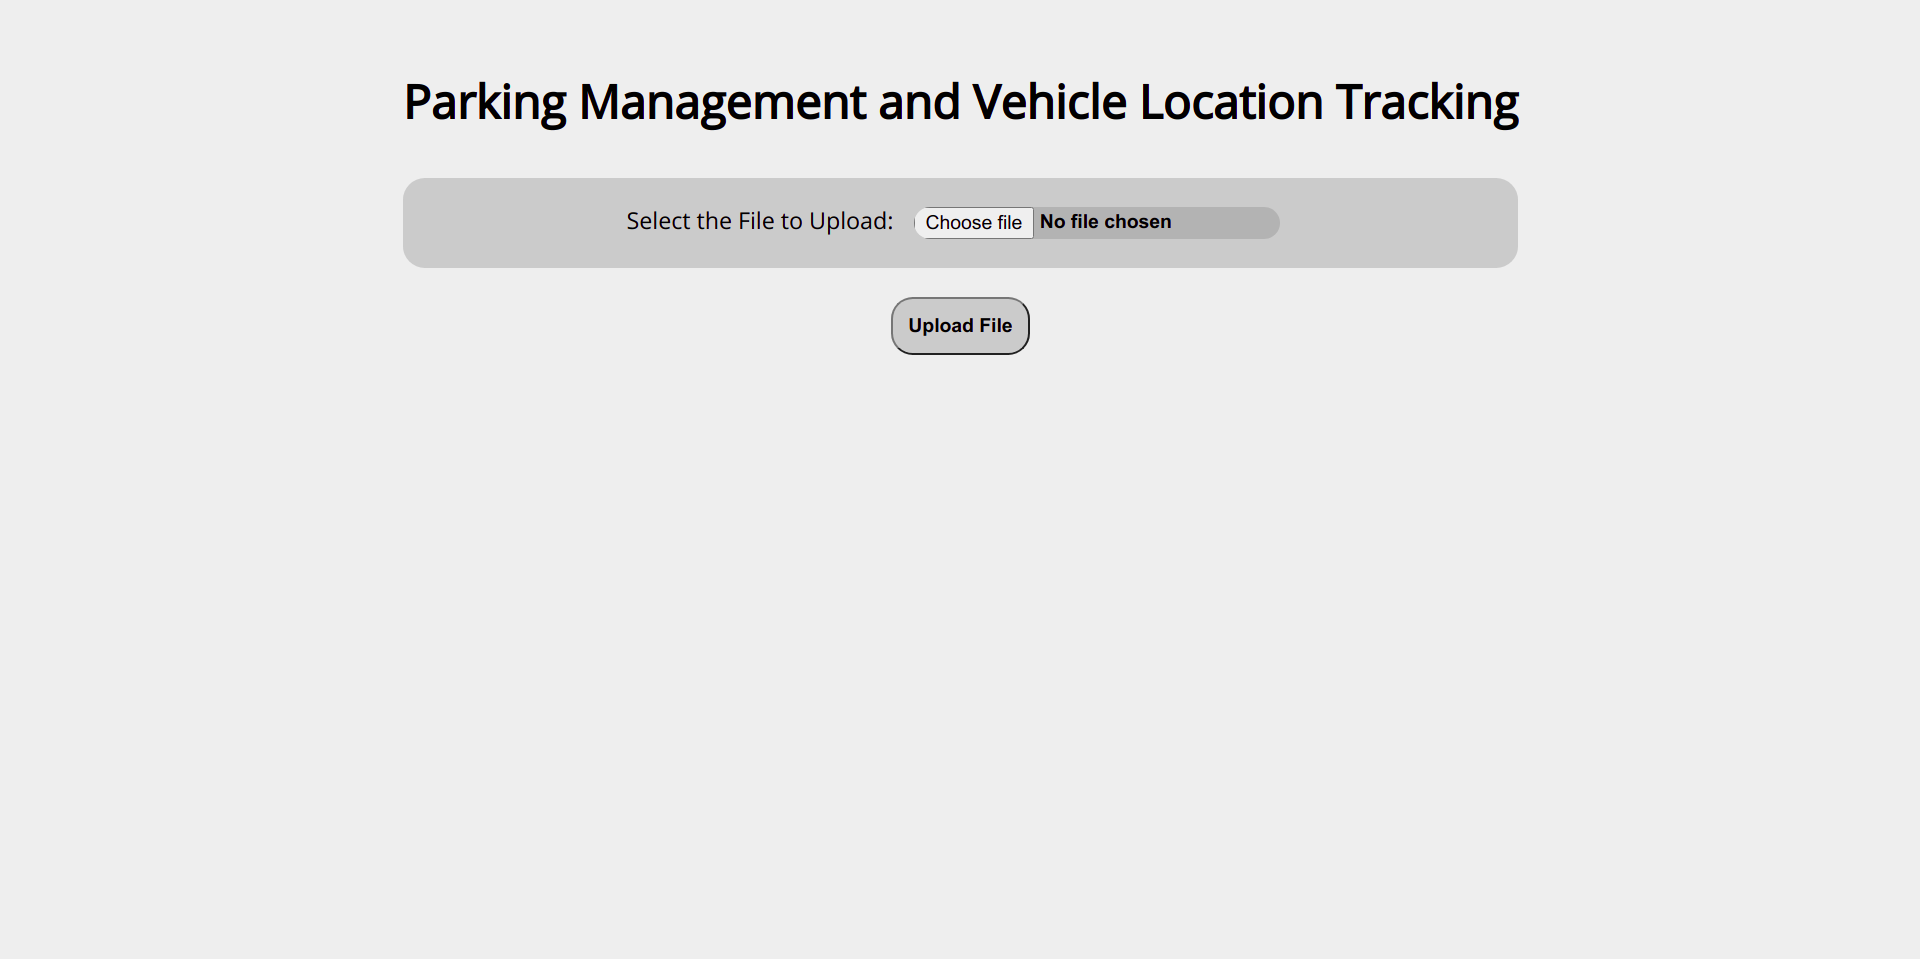 Parking Management and Vehicle Location Tracking
Select the File to Upload: Choose file No file chosen
Upload File